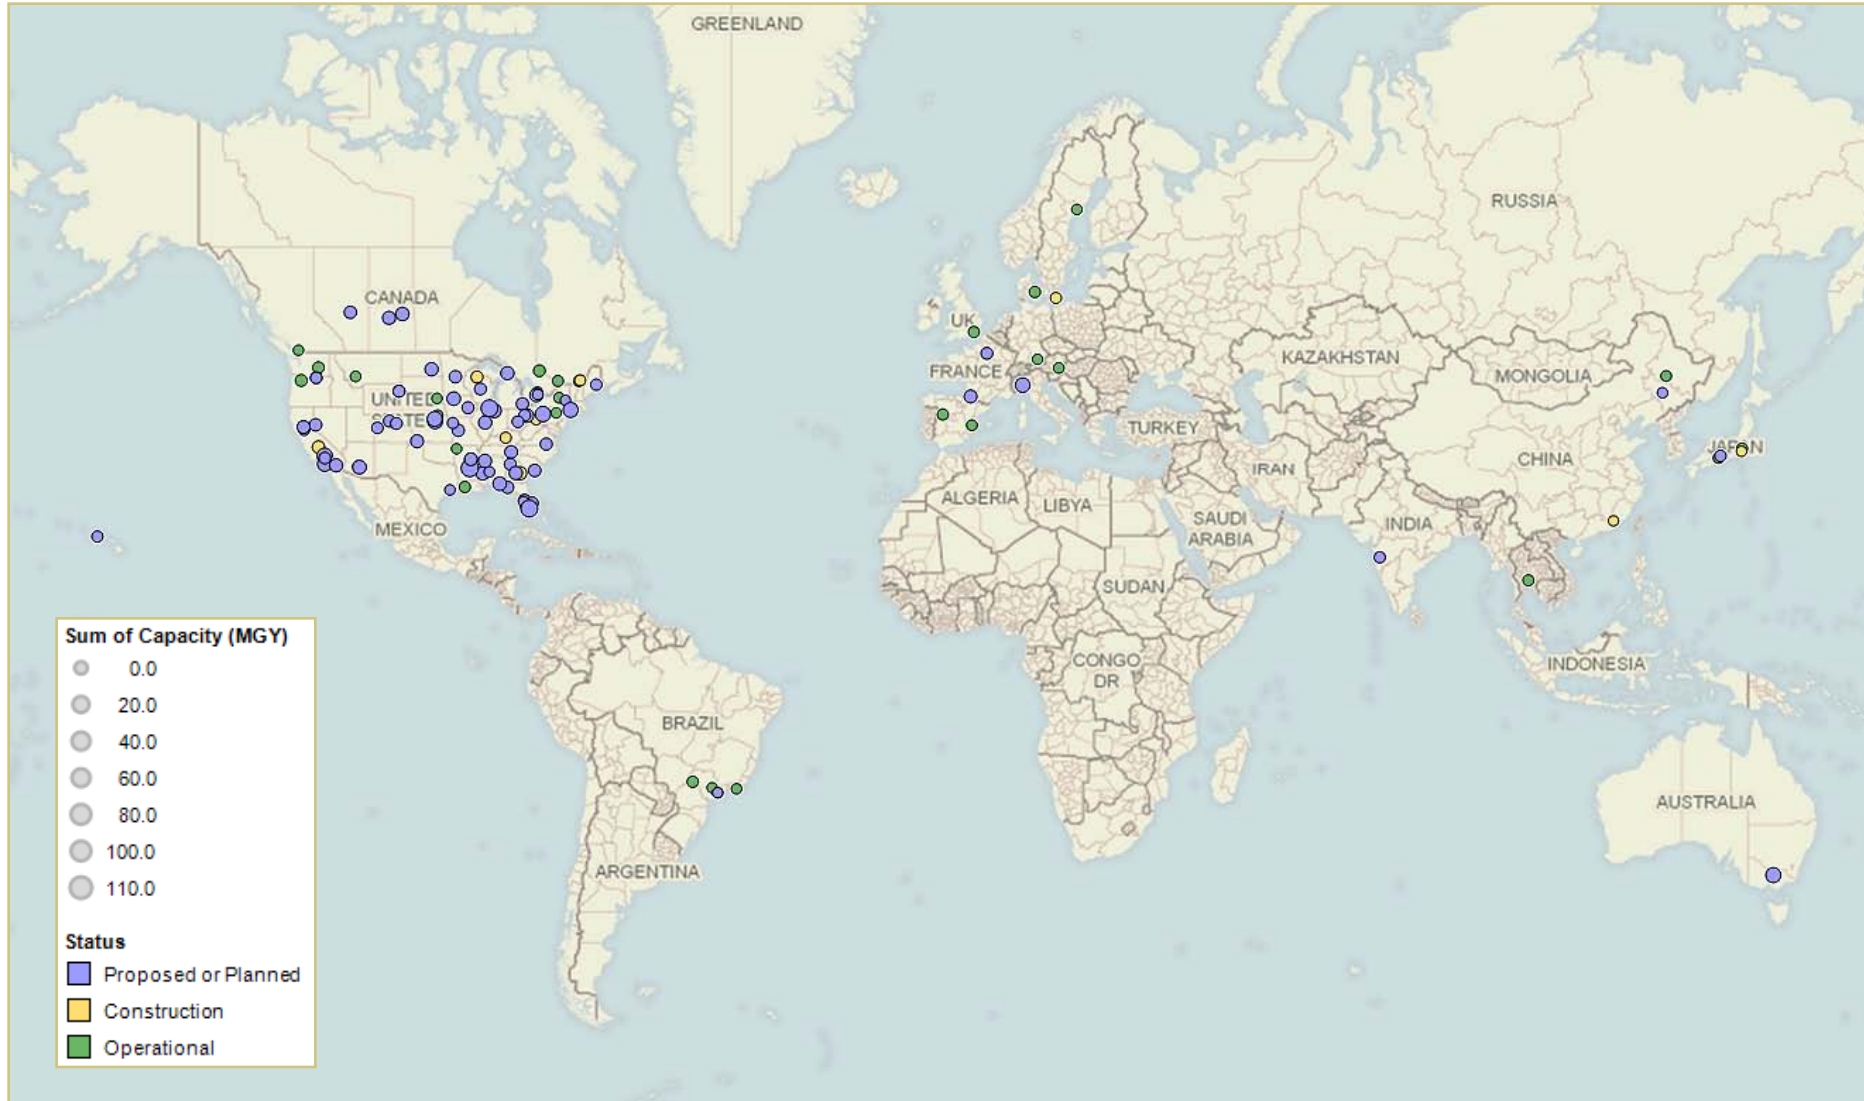 GREENLAND
RUSSIA
CANADA
UK
FRANCE
KAZAKHSTAN
MONGOLIA
UNITED
STATES
TURKEY
JAPAN
CHINA
IRAN
ALGERIA
LIBYA
MEXICO
SAUDI
ARABIA
INDIA
SUDAN
CONGO
DR
INDONESIA
BRAZIL
AUSTRALIA
ARGENTINA
Sum of Capacity (MGY)
0.0
20.0
40.0
60.0
80.0
100.0
110.0
Status
Proposed or Planned
Construction
Operational